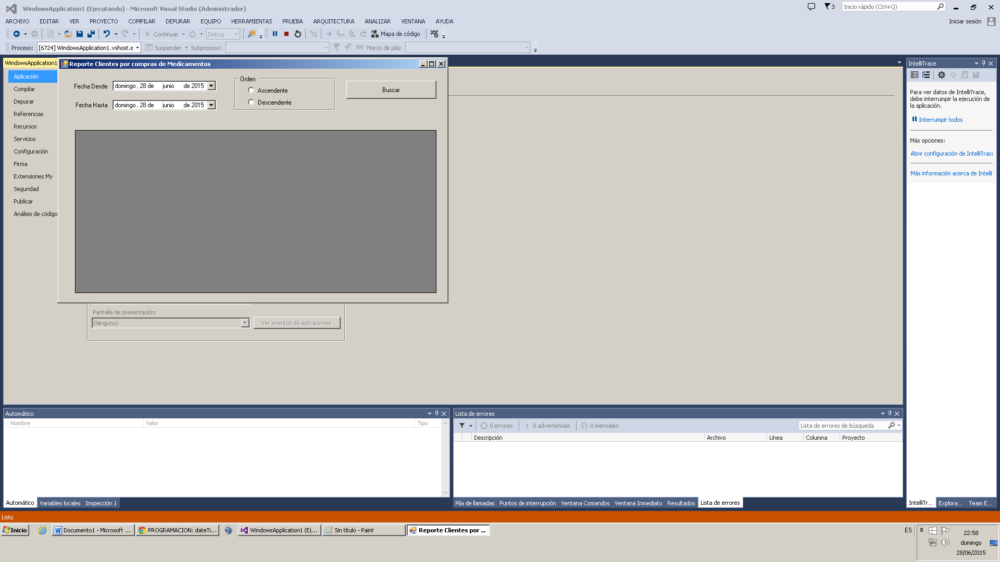 WindowsApplication1 (Ejecutando) - Microsoft Visual Studio (Administrador)
3
Inicio rápido (Ctrl+Q)
ARCHIVO EDITAR VER PROYECTO COMPILAR DEPURAR EQUIPO HERRAMIENTAS PRUEBA ARQUITECTURA ANALIZAR VENTANA AYUDA
Iniciar sesión
Continuar Debug Mapa de código
Proceso: [6724] WindowsApplication1.vshost.e Suspender Subproceso: Marco de pila:
WindowsApplication1
Aplicación
Compilar
Depurar
Referencias
Recursos
Servicios
Configuración
Firma
Extensiones My
Seguridad
Publicar
Análisis de código
Reporte Clientes por compras de Medicamentos
Fecha Desde domingo , 28 de junio de 2015
Fecha Hasta domingo , 28 de junio de 2015
Orden
Ascendente
Descendente
Buscar
Pantalla de presentación:
(Ninguno) Ver eventos de aplicaciones
IntelliTrace
Para ver datos de IntelliTrace,
debe interrumpir la ejecución de
la aplicación.
Interrumpir todos
Más opciones:
Abrir configuración de IntelliTrace
Más información acerca de Intelli
Automático
Nombre Valor Tipo
Automático Variables locales Inspección 1
Lista de errores
0 errores 0 advertencias 0 mensajes
Lista de errores de búsqueda
Descripción Archivo Línea Columna Proyecto
Pila de llamadas Puntos de interrupción Ventana Comandos Ventana Inmediato Resultados Lista de errores
IntelliTr... Explora... Team E...
Listo
Inicio Documento1 - Microsoft ... PROGRAMACION: dateTi... WindowsApplication1 (Ej... Sin título - Paint Reporte Clientes por ...
ES
22:58
domingo
28/06/2015